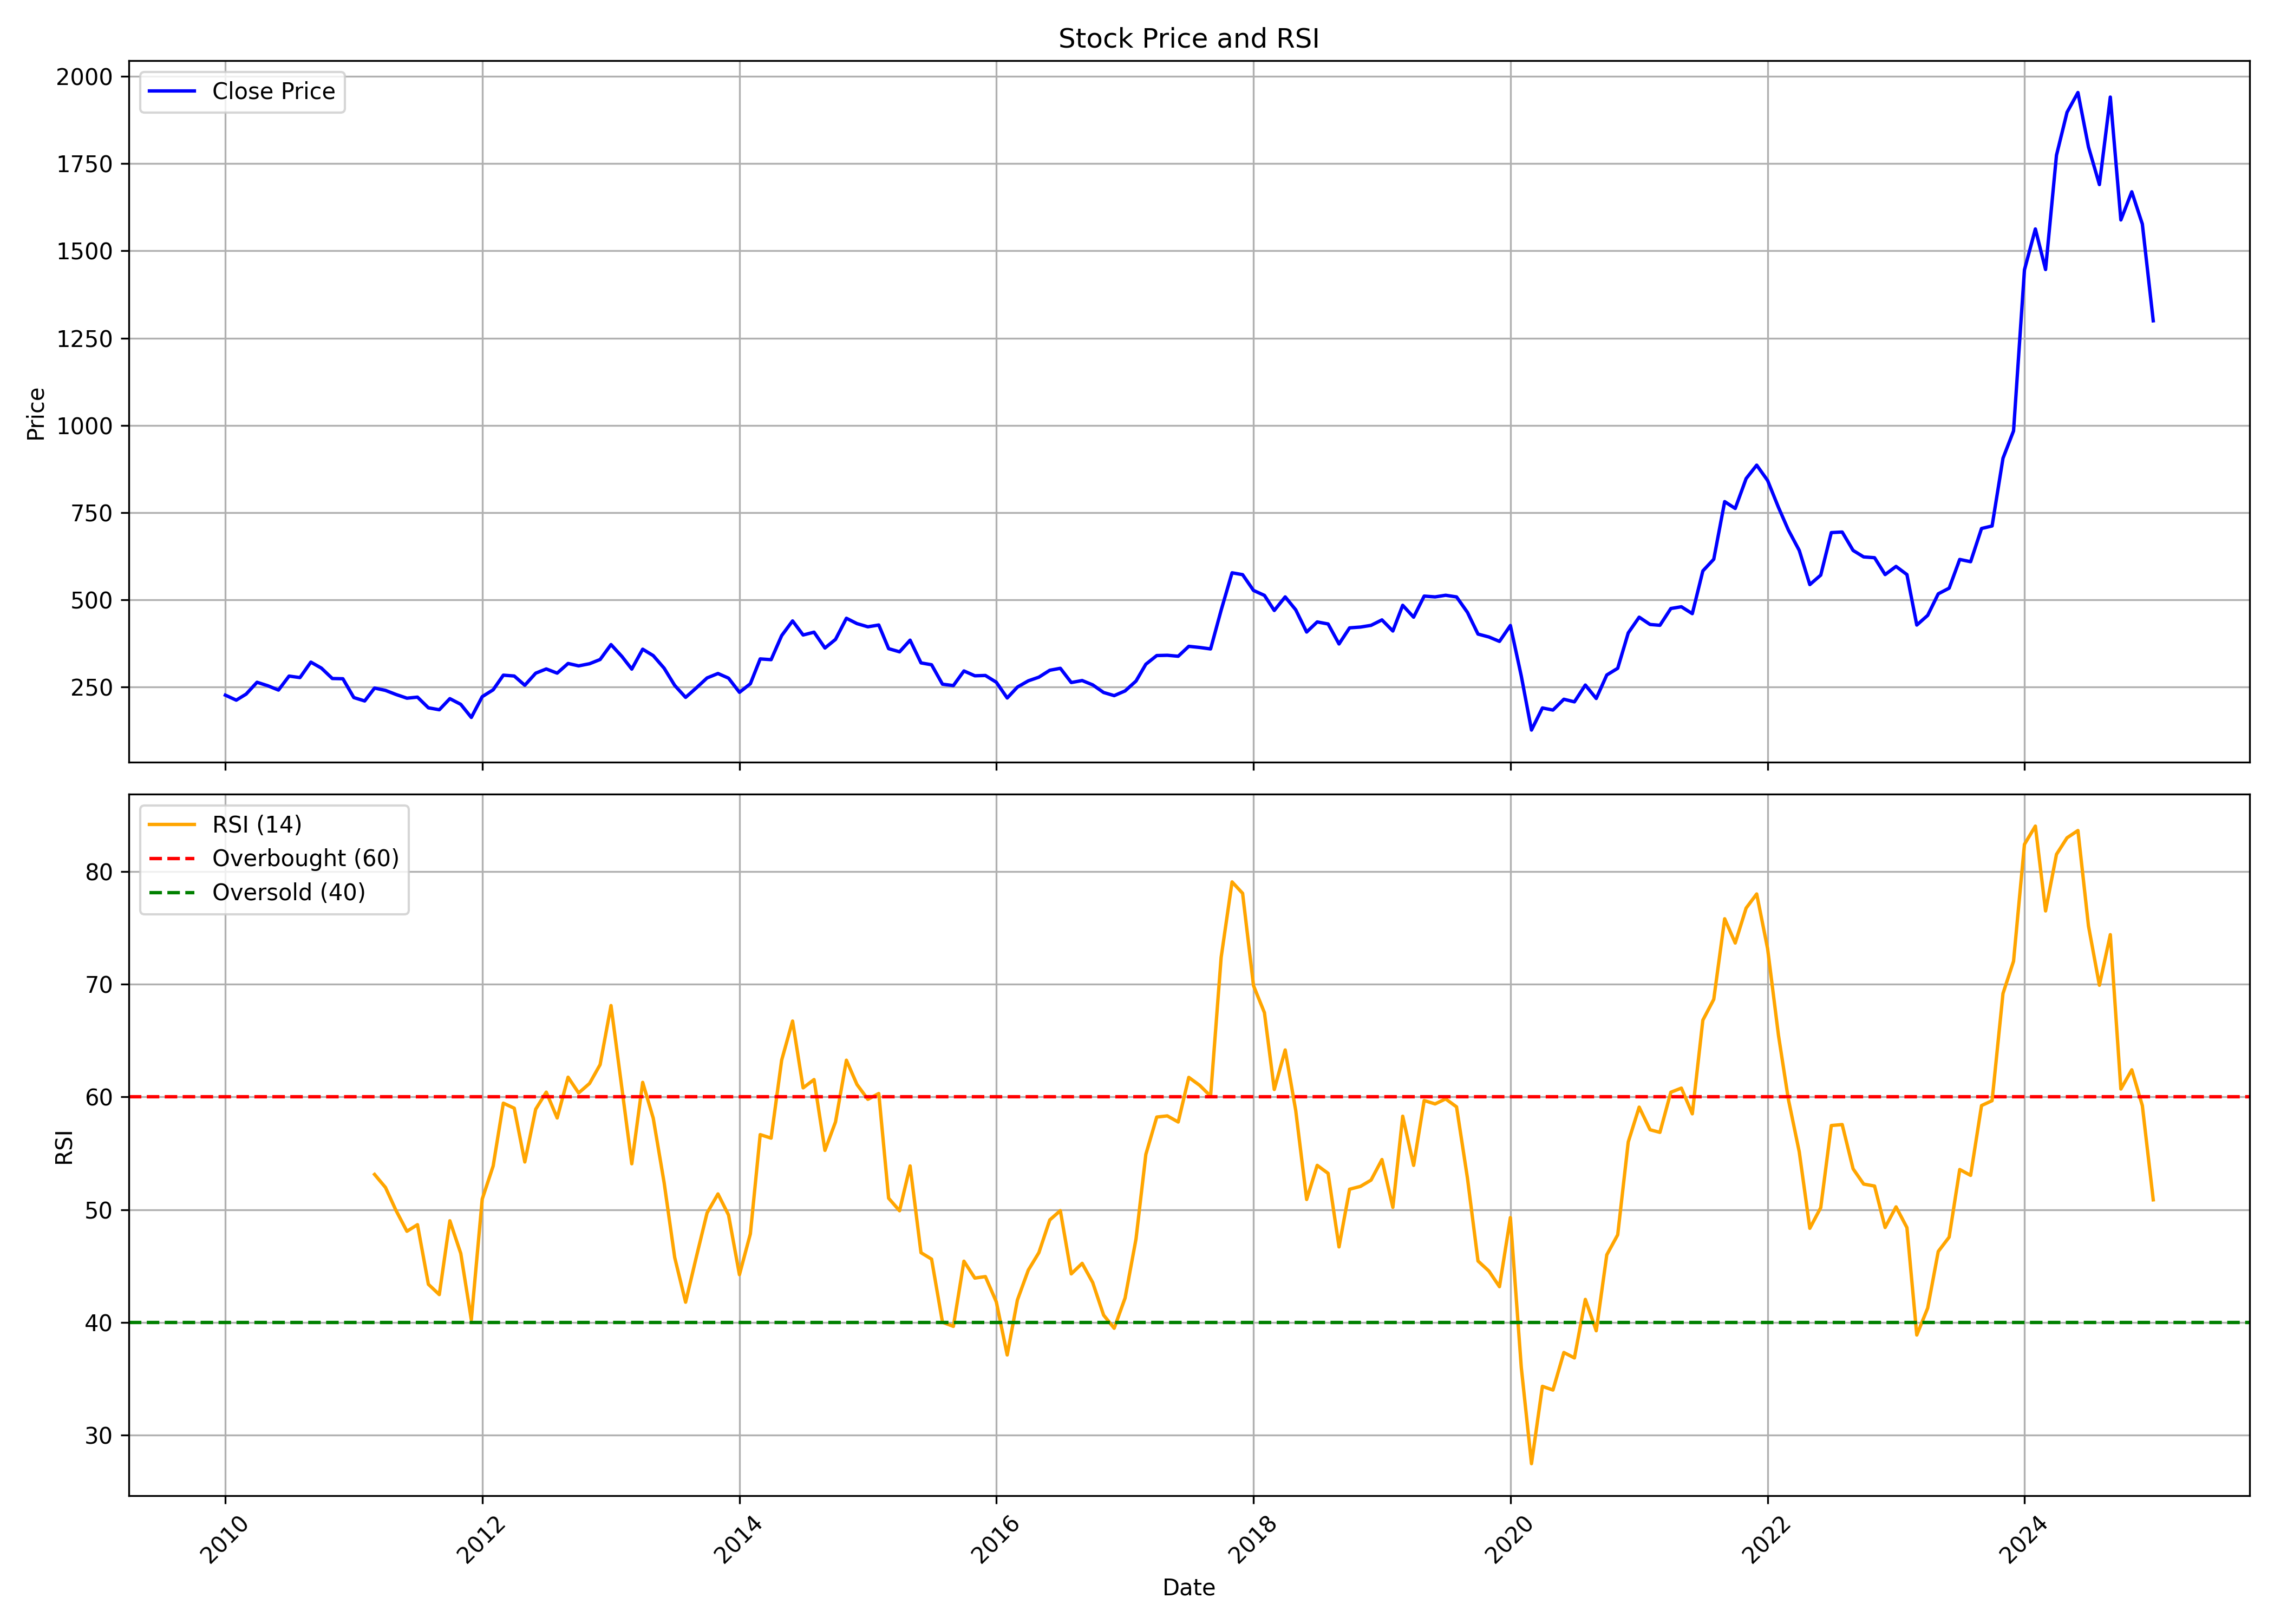 Stock Price and RSI
Close Price
2000
1750
1500
1250
1000
750
500
250
Price
RSI (14)
Overbought (60)
Oversold (40)
80
70
60
50
40
30
RSI
2010
2012
2014
2016
2018
2020
2022
2024
Date